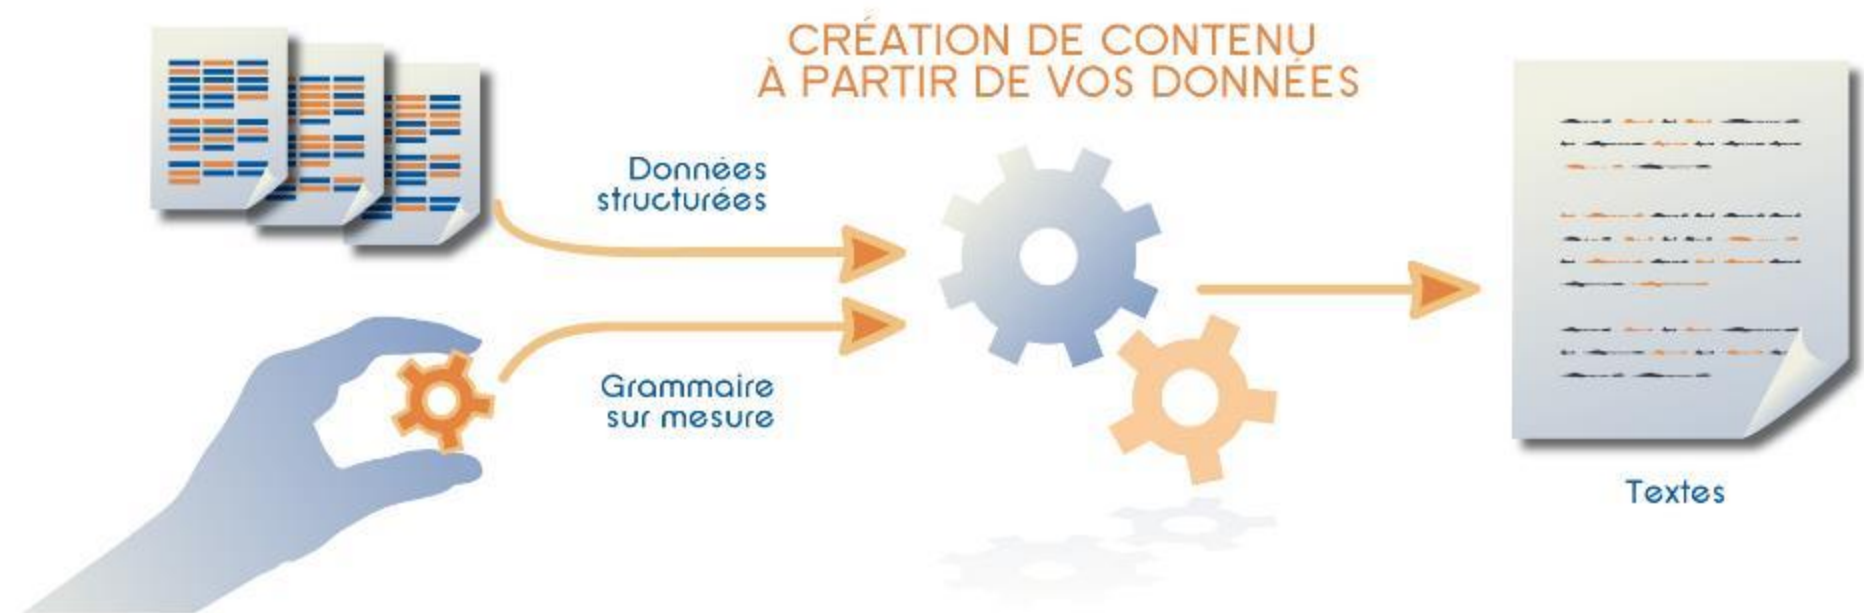 CRÉATION DE CONTENU
À PARTIR DE VOS DONNÉES
Données
structurées
Grammaire
sur mesure
Textes